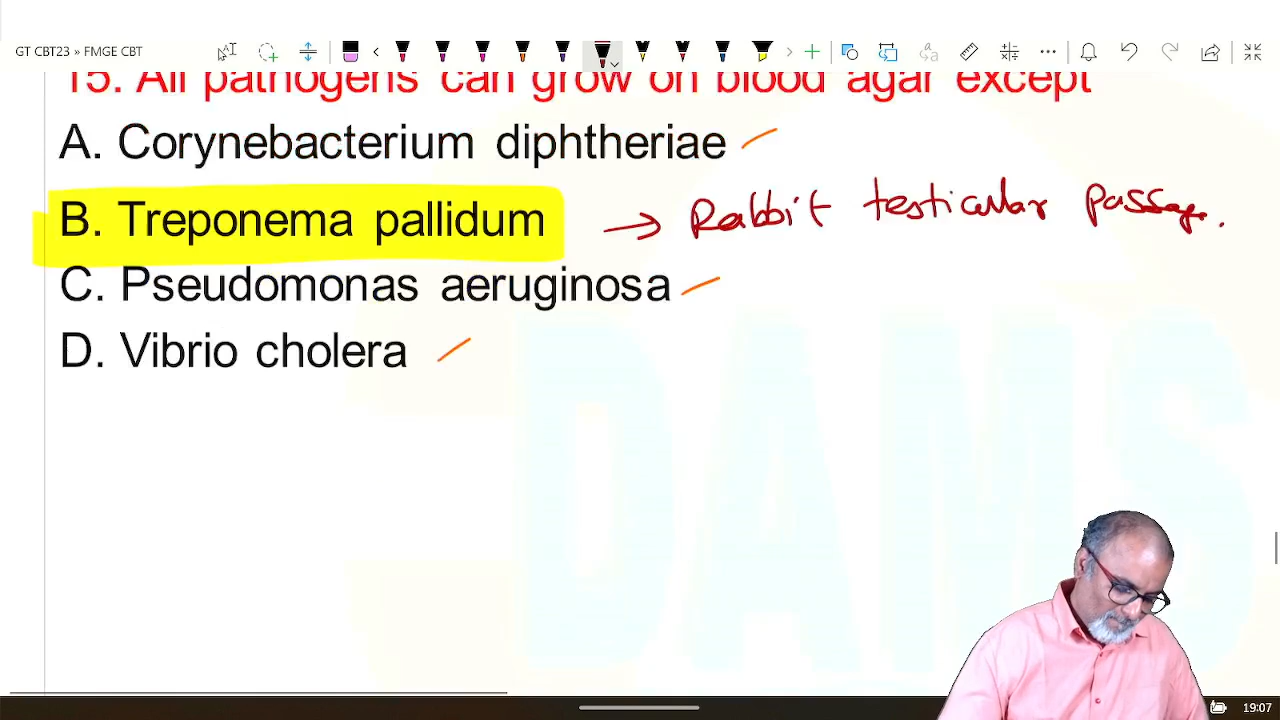 GT CBT23 » FMGE CBT
15. All pathogens can grow on blood agar except
A. Corynebacterium diphtheriae
B. Treponema pallidum → Rabbit testicular passage.
C. Pseudomonas aeruginosa
D. Vibrio cholera
DAMS
19:07